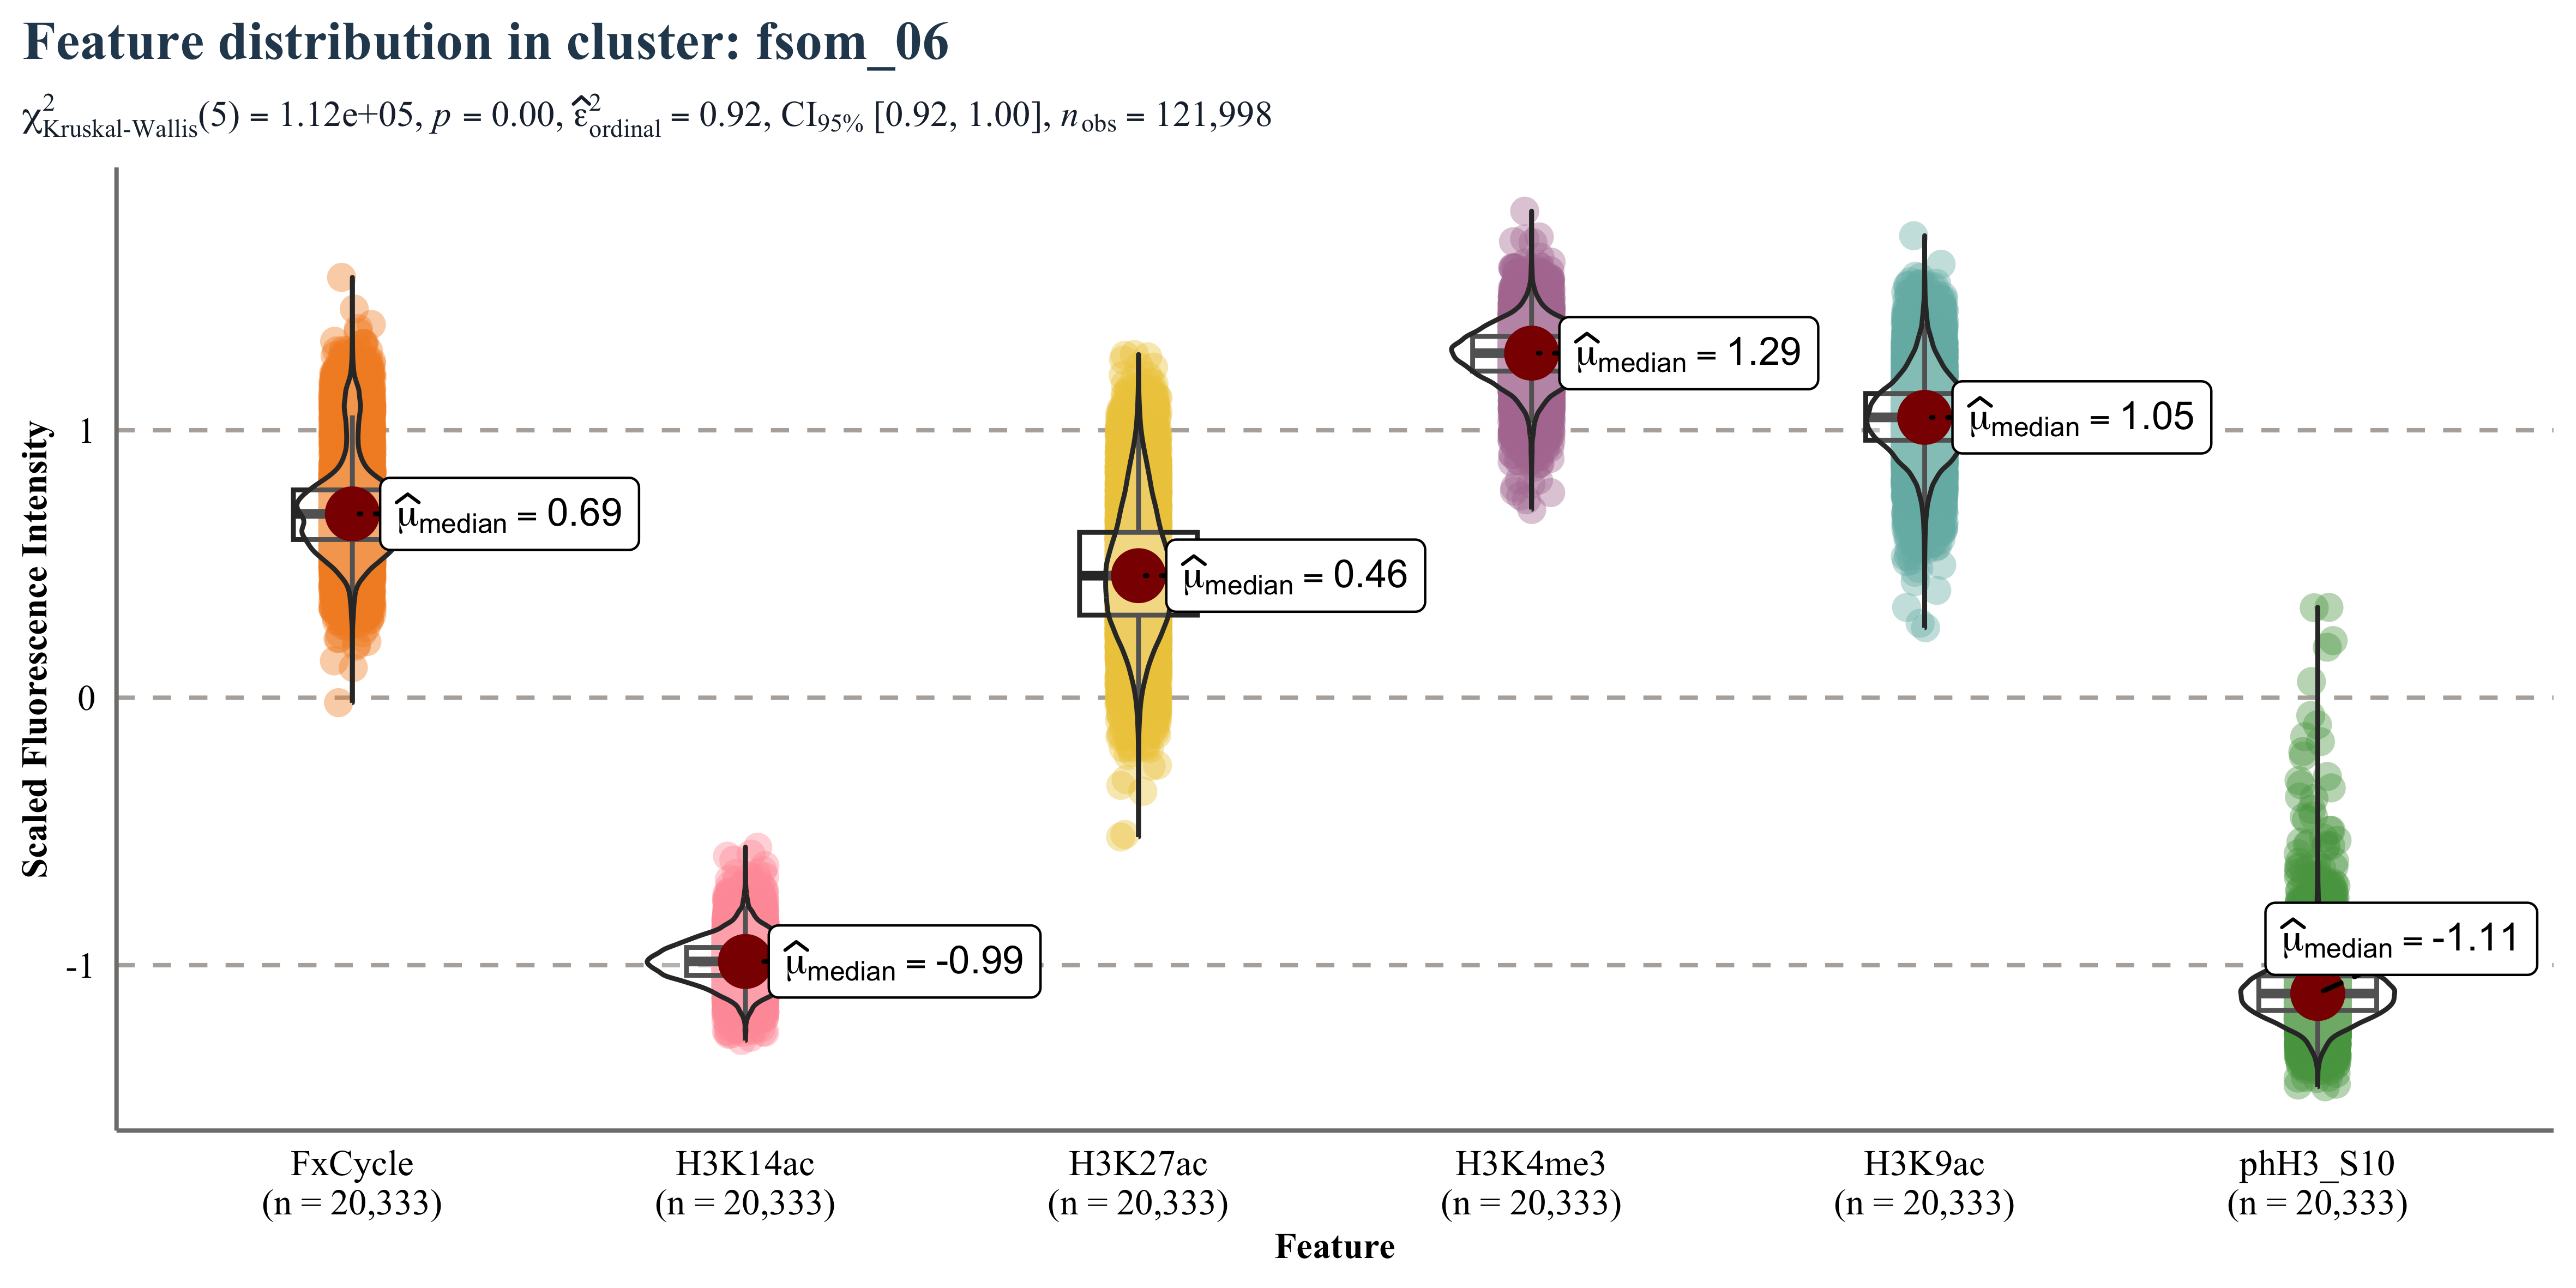 Feature distribution in cluster: fsom_06
χ²Kruskal-Wallis(5) = 1.12e+05, p = 0.00, ε̂²ordinal = 0.92, CI95% [0.92, 1.00], nobs = 121,998
Scaled Fluorescence Intensity
1
0
-1
μ̂median = 0.69
μ̂median = -0.99
μ̂median = 0.46
μ̂median = 1.29
μ̂median = 1.05
μ̂median = -1.11
FxCycle
(n = 20,333)
H3K14ac
(n = 20,333)
H3K27ac
(n = 20,333)
H3K4me3
(n = 20,333)
H3K9ac
(n = 20,333)
phH3_S10
(n = 20,333)
Feature